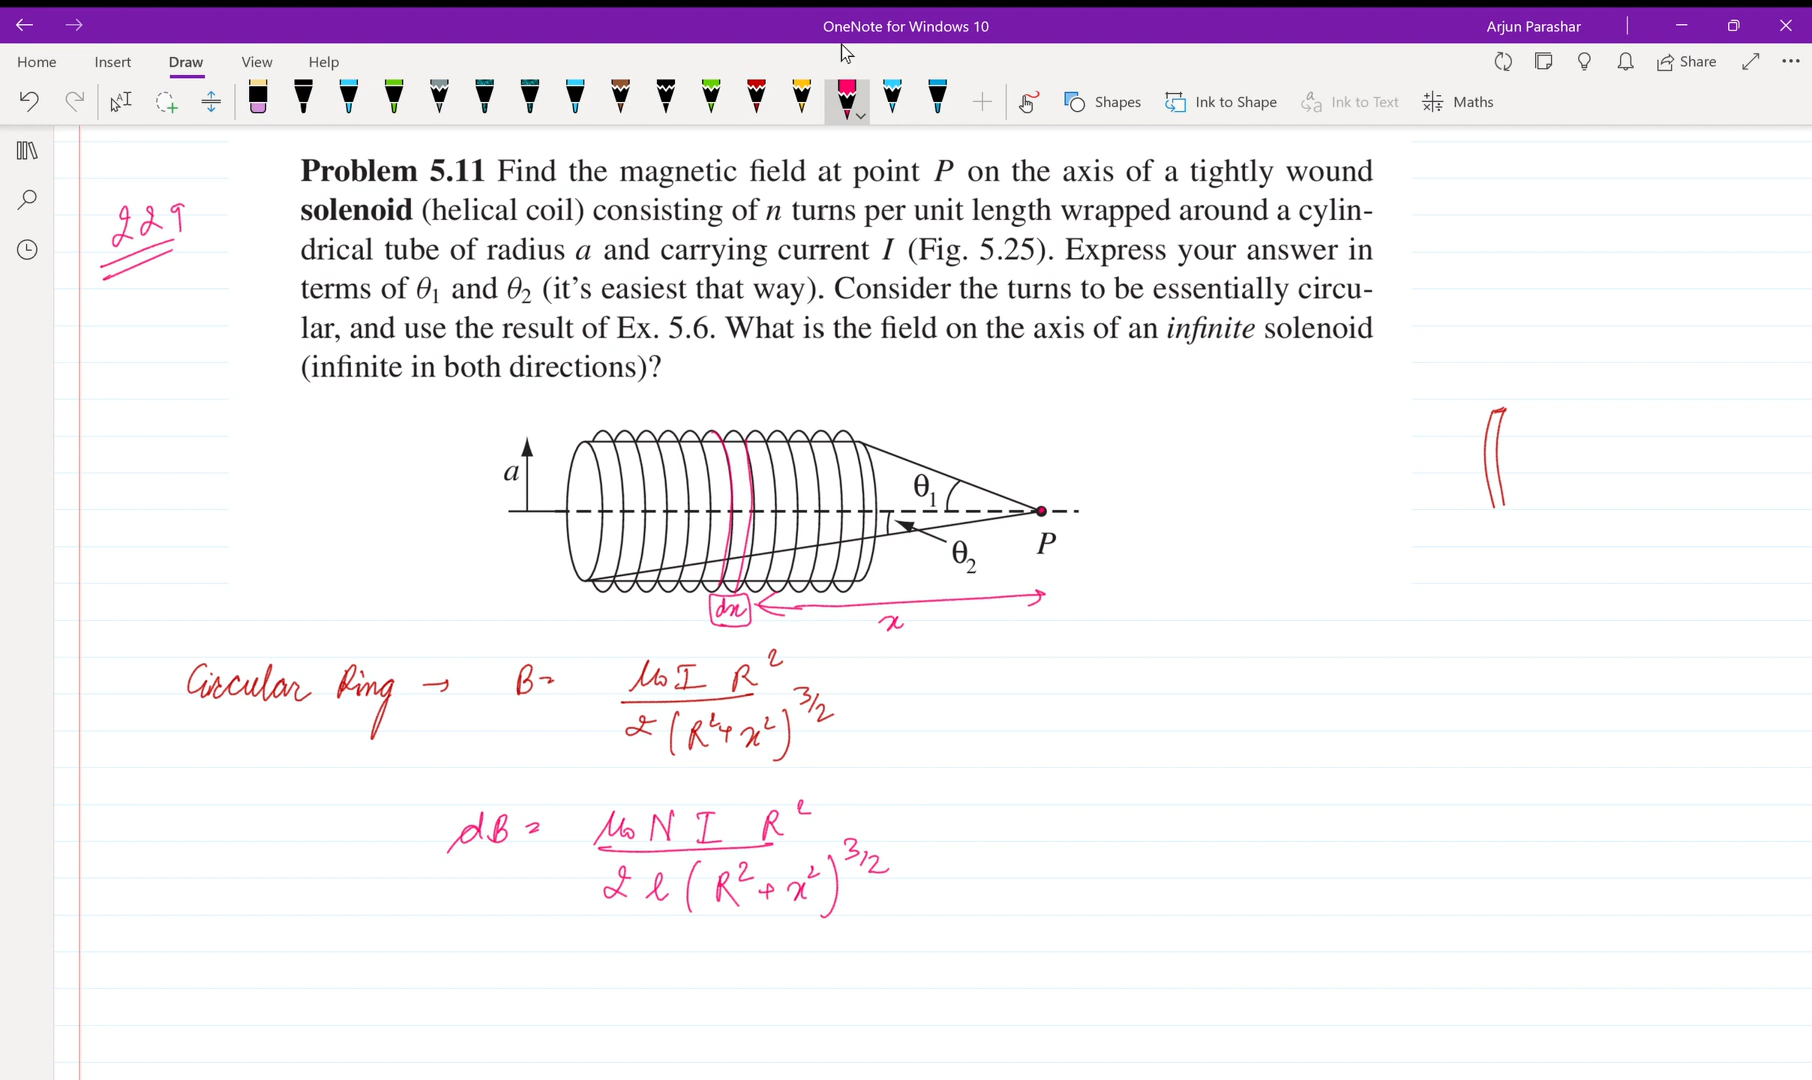 OneNote for Windows 10
Arjun Parashar
Home Insert Draw View Help
Share
Shapes Ink to Shape Ink to Text Maths
229
Problem 5.11 Find the magnetic field at point P on the axis of a tightly wound
solenoid (helical coil) consisting of n turns per unit length wrapped around a cylin-
drical tube of radius a and carrying current I (Fig. 5.25). Express your answer in
terms of θ₁ and θ₂ (it's easiest that way). Consider the turns to be essentially circu-
lar, and use the result of Ex. 5.6. What is the field on the axis of an infinite solenoid
(infinite in both directions)?
a
θ₁
θ₂
P
dx
x
Circular Ring → B = μ₀ I R² / 2 (R² + x²)^3/2
dB = μ₀ N I R² / 2 l (R² + x²)^3/2